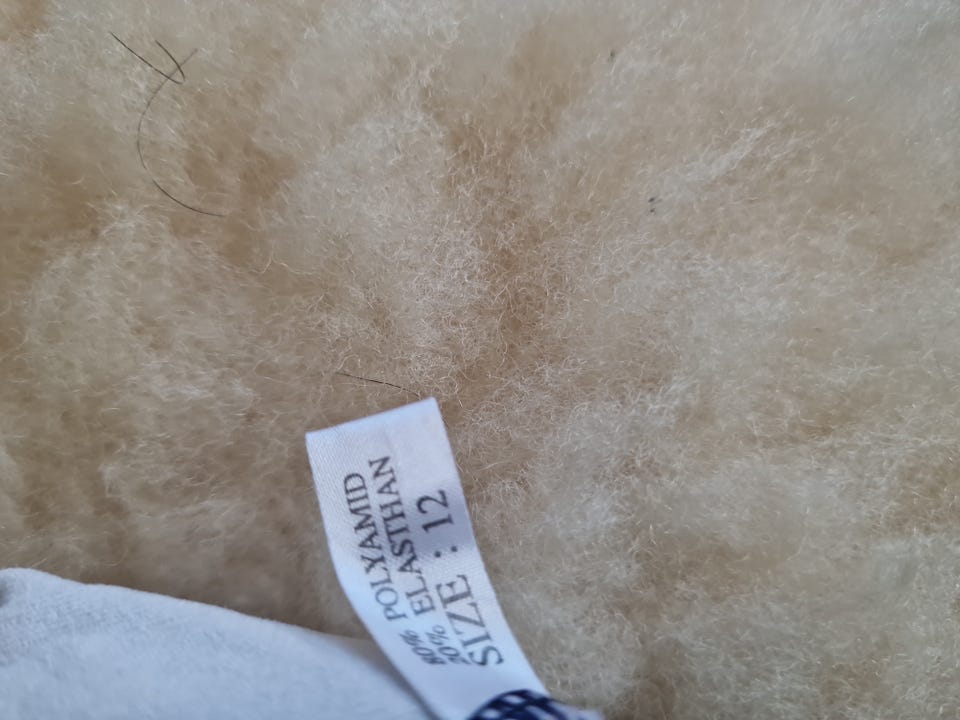 80% POLYAMID
20% ELASTHAN
SIZE : 12